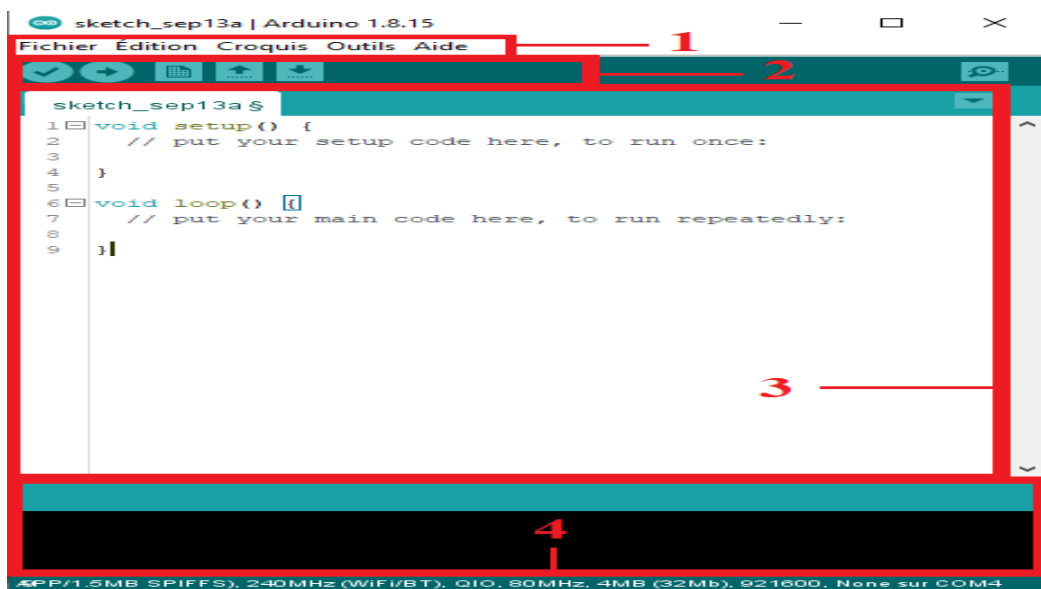 sketch_sep13a | Arduino 1.8.15
Fichier Édition Croquis Outils Aide
1
2
sketch_sep13a §
1 void setup() {
2 // put your setup code here, to run once:
3
4 }
5
6 void loop() {
7 // put your main code here, to run repeatedly:
8
9 }
3
4
APP/1.5MB SPIFFS), 240MHz (WiFi/BT), QIO, 80MHz, 4MB (32Mb), 921600, None sur COM4